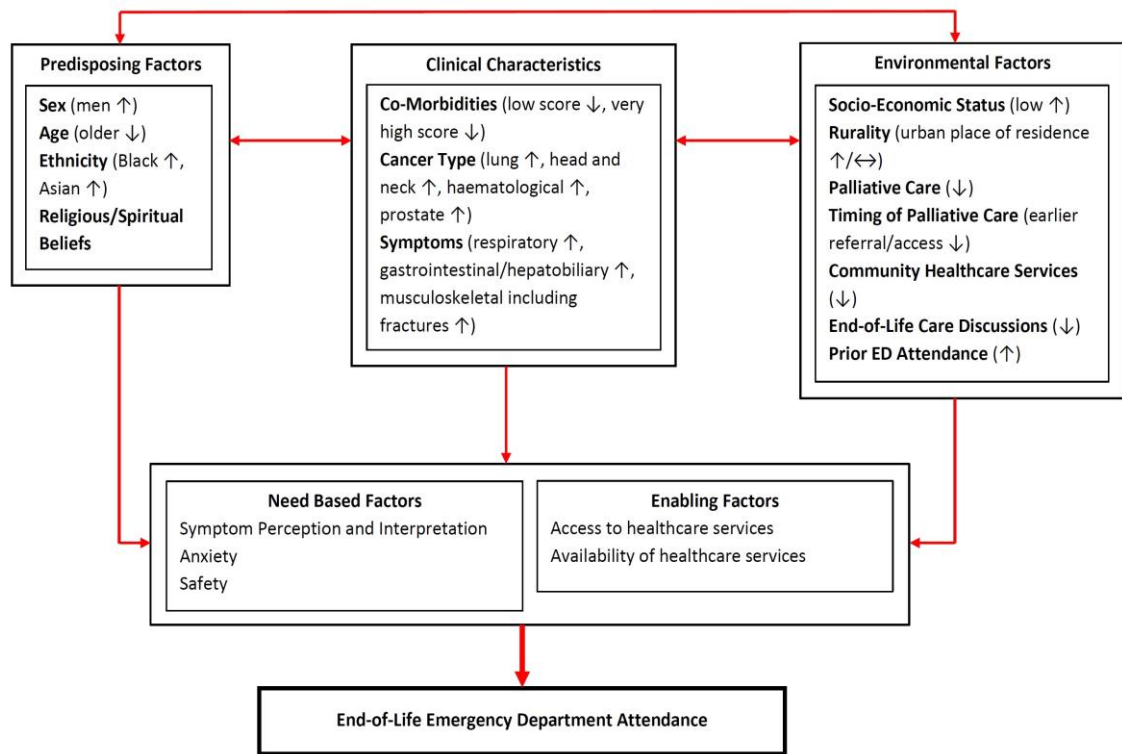 Predisposing Factors
Sex (men ↑)
Age (older ↓)
Ethnicity (Black ↑,
Asian ↑)
Religious/Spiritual
Beliefs
Clinical Characteristics
Co-Morbidities (low score ↓, very
high score ↓)
Cancer Type (lung ↑, head and
neck ↑, haematological ↑,
prostate ↑)
Symptoms (respiratory ↑,
gastrointestinal/hepatobiliary ↑,
musculoskeletal including
fractures ↑)
Environmental Factors
Socio-Economic Status (low ↑)
Rurality (urban place of residence
↑/↔)
Palliative Care (↓)
Timing of Palliative Care (earlier
referral/access ↓)
Community Healthcare Services
(↓)
End-of-Life Care Discussions (↓)
Prior ED Attendance (↑)
Need Based Factors
Symptom Perception and Interpretation
Anxiety
Safety
Enabling Factors
Access to healthcare services
Availability of healthcare services
End-of-Life Emergency Department Attendance